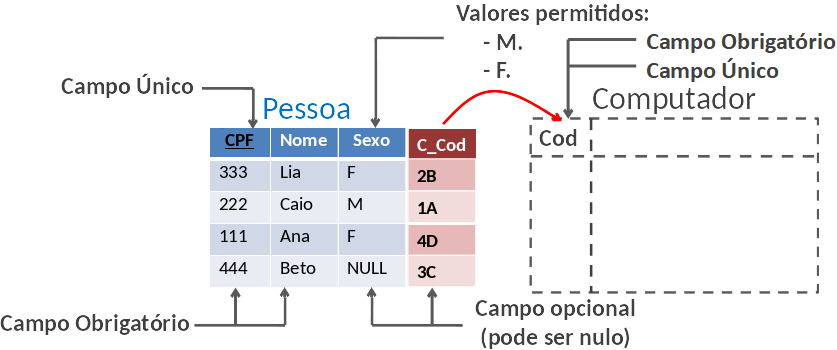 Valores permitidos:
- M.
- F.
Campo Obrigatório
Campo Único
Campo Único
Pessoa
Computador
CPF Nome Sexo C_Cod
Cod
333 Lia F 2B
222 Caio M 1A
111 Ana F 4D
444 Beto NULL 3C
Campo Obrigatório
Campo opcional
(pode ser nulo)